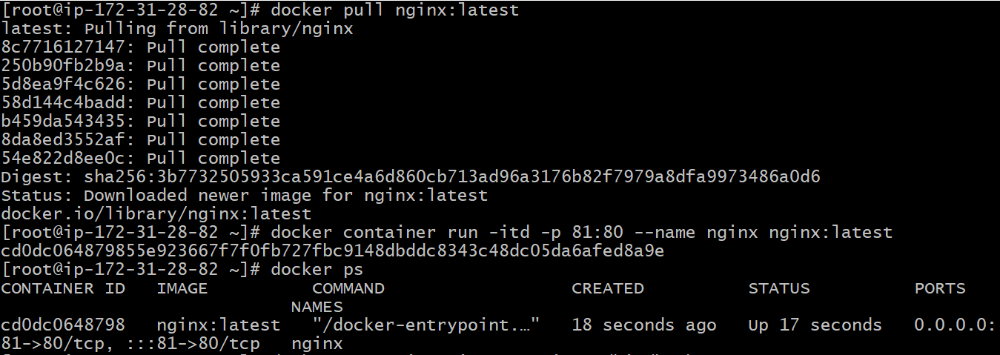 [root@ip-172-31-28-82 ~]# docker pull nginx:latest
latest: Pulling from library/nginx
8c7716127147: Pull complete
250b90fb2b9a: Pull complete
5d8ea9f4c626: Pull complete
58d144c4badd: Pull complete
b459da543435: Pull complete
8da8ed3552af: Pull complete
54e822d8ee0c: Pull complete
Digest: sha256:3b7732505933ca591ce4a6d860cb713ad96a3176b82f7979a8dfa9973486a0d6
Status: Downloaded newer image for nginx:latest
docker.io/library/nginx:latest
[root@ip-172-31-28-82 ~]# docker container run -itd -p 81:80 --name nginx nginx:latest
cd0dc064879855e923667f7f0fb727fbc9148dbddc8343c48dc05da6afed8a9e
[root@ip-172-31-28-82 ~]# docker ps
CONTAINER ID   IMAGE          COMMAND                  CREATED          STATUS          PORTS
NAMES
cd0dc0648798   nginx:latest   "/docker-entrypoint.…"   18 seconds ago   Up 17 seconds   0.0.0.0:
81->80/tcp, :::81->80/tcp   nginx